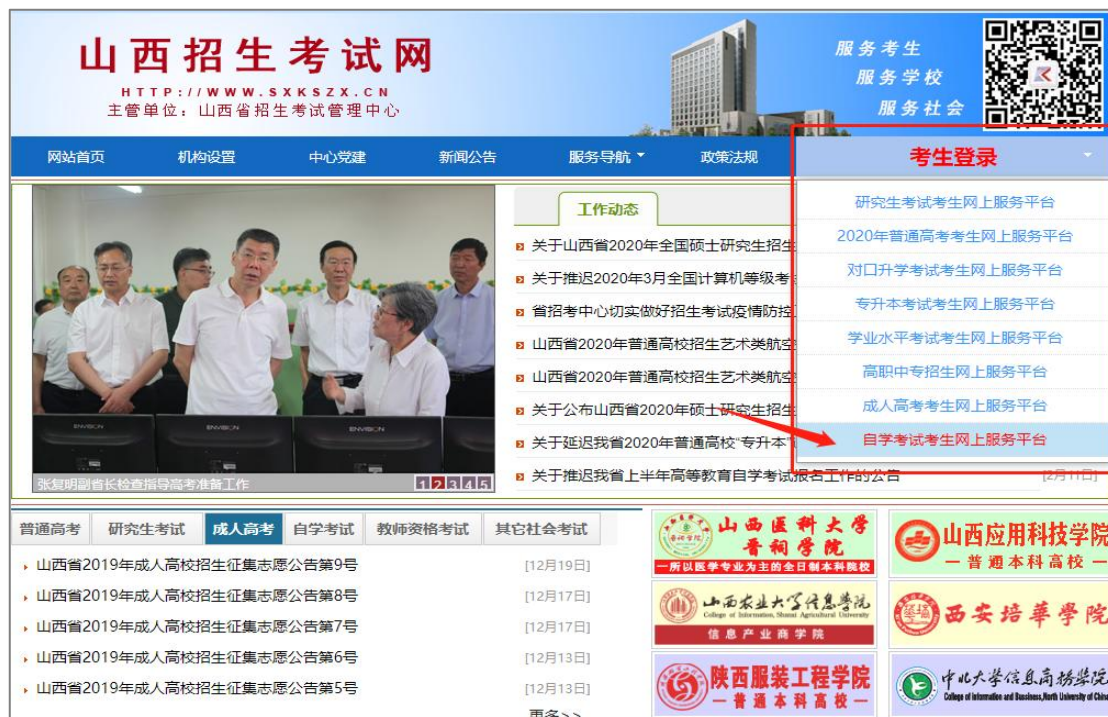 山西招生考试网
HTTP://WWW.SXKSZX.CN
主管单位：山西省招生考试管理中心
服务考生
服务学校
服务社会
网站首页 机构设置 中心党建 新闻公告 服务导航 政策法规 考生登录
研究生考试考生网上服务平台
2020年普通高考考生网上服务平台
对口升学考试考生网上服务平台
专升本考试考生网上服务平台
学业水平考试考生网上服务平台
高职中专招生网上服务平台
成人高考考生网上服务平台
自学考试考生网上服务平台
工作动态
关于山西省2020年全国硕士研究生招生
关于推迟2020年3月全国计算机等级考
省招考中心切实做好招生考试疫情防控
山西省2020年普通高校招生艺术类航空
山西省2020年普通高校招生艺术类航空
关于公布山西省2020年硕士研究生招生
关于延迟我省2020年普通高校"专升本"
关于推迟我省上半年高等教育自学考试报名工作的公告 [2月11日]
ENVISION
ENVISION
张复明副省长检查指导高考准备工作 1 2 3 4 5
普通高考 研究生考试 成人高考 自学考试 教师资格考试 其它社会考试
山西省2019年成人高校招生征集志愿公告第9号 [12月19日]
山西省2019年成人高校招生征集志愿公告第8号 [12月17日]
山西省2019年成人高校招生征集志愿公告第7号 [12月17日]
山西省2019年成人高校招生征集志愿公告第6号 [12月13日]
山西省2019年成人高校招生征集志愿公告第5号 [12月13日]
更多>>
山西医科大学
晋祠学院
一所以医学专业为主的全日制本科院校
山西应用科技学院
一普通本科高校一
山西农业大学信息学院
College of Information, Shanxi Agricultural University
信息产业商学院
西安培华学院
陕西服装工程学院
一普通本科高校一
中北大学信息商务学院
College of Information and Bussiness,North University of China